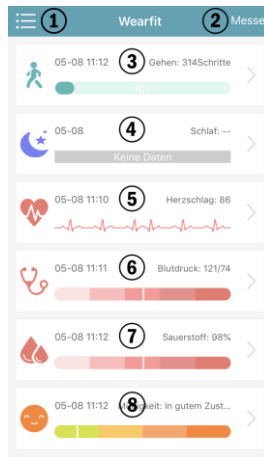 1 Wearfit 2 Messe
05-08 11:12 3 Gehen: 314Schritte
05-08 4 Schlaf: --
Keine Daten
05-08 11:10 5 Herzschlag: 86
05-08 11:11 6 Blutdruck: 121/74
05-08 11:12 7 Sauerstoff: 98%
05-08 11:12 8 In gutem Zust...